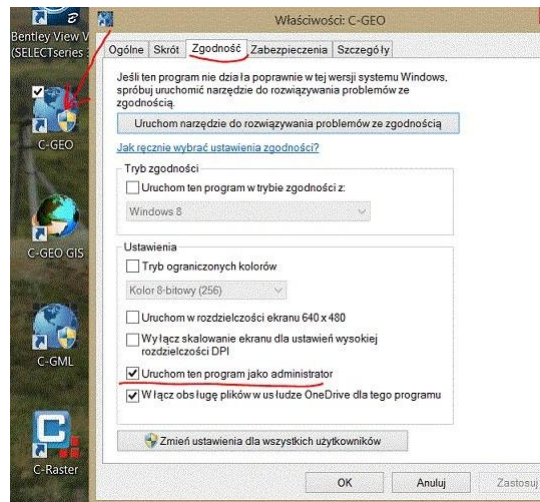 Bentley View V
(SELECTseries
C-GEO
C-GEO GIS
C-GML
C-Raster
Właściwości: C-GEO
Ogólne Skrót Zgodność Zabezpieczenia Szczegóły
Jeśli ten program nie działa poprawnie w tej wersji systemu Windows,
spróbuj uruchomić narzędzie do rozwiązywania problemów ze
zgodnością.
Uruchom narzędzie do rozwiązywania problemów ze zgodnością
Jak ręcznie wybrać ustawienia zgodności?
Tryb zgodności
Uruchom ten program w trybie zgodności z:
Windows 8
Ustawienia
Tryb ograniczonych kolorów
Kolor 8-bitowy (256)
Uruchom w rozdzielczości ekranu 640 x 480
Wyłącz skalowanie ekranu dla ustawień wysokiej
rozdzielczości DPI
Uruchom ten program jako administrator
Włącz obsługę plików w usłudze OneDrive dla tego programu
Zmień ustawienia dla wszystkich użytkowników
OK Anuluj Zastosuj